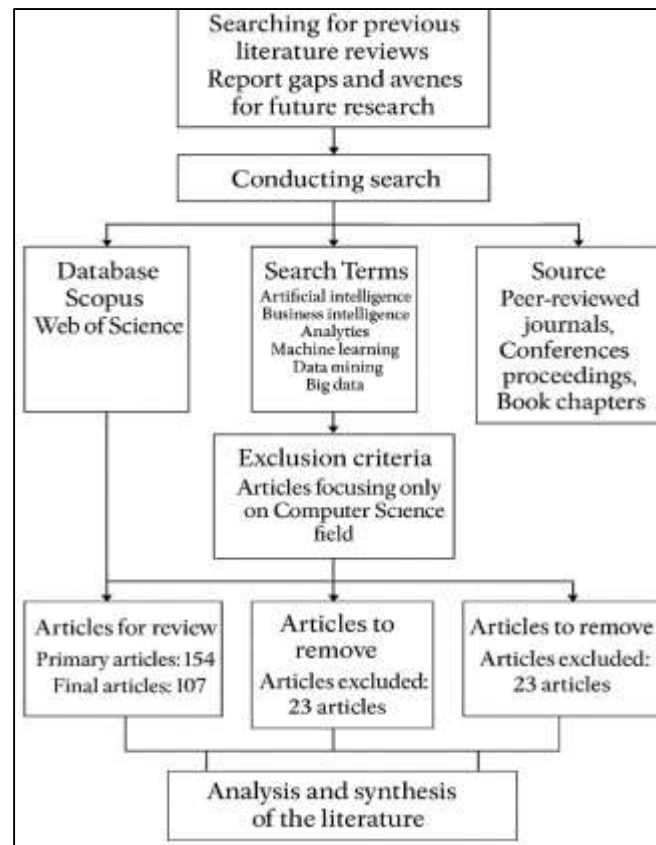 Searching for previous
literature reviews
Report gaps and avenes
for future research
Conducting search
Database
Scopus
Web of Science
Search Terms
Artificial intelligence
Business intelligence
Analyties
Machine learning
Data mining
Big data
Source
Peer-reviewed
journals,
Conferences
proceedings,
Book chapters
Exclusion criteria
Articles focusing only
on Computer Science
field
Articles for review
Primary articles: 154
Final articles: 107
Articles to
remove
Articles excluded:
23 articles
Articles to remove
Articles excluded:
23 articles
Analysis and synthesis
of the literature